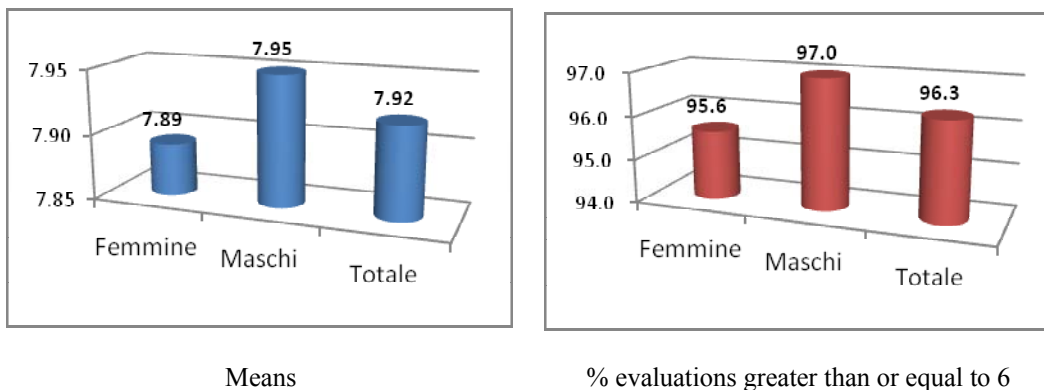 7.95
7.90
7.85
7.89
7.95
7.92
Femmine
Maschi
Totale
97.0
96.0
95.0
94.0
95.6
97.0
96.3
Femmine
Maschi
Totale
Means
% evaluations greater than or equal to 6